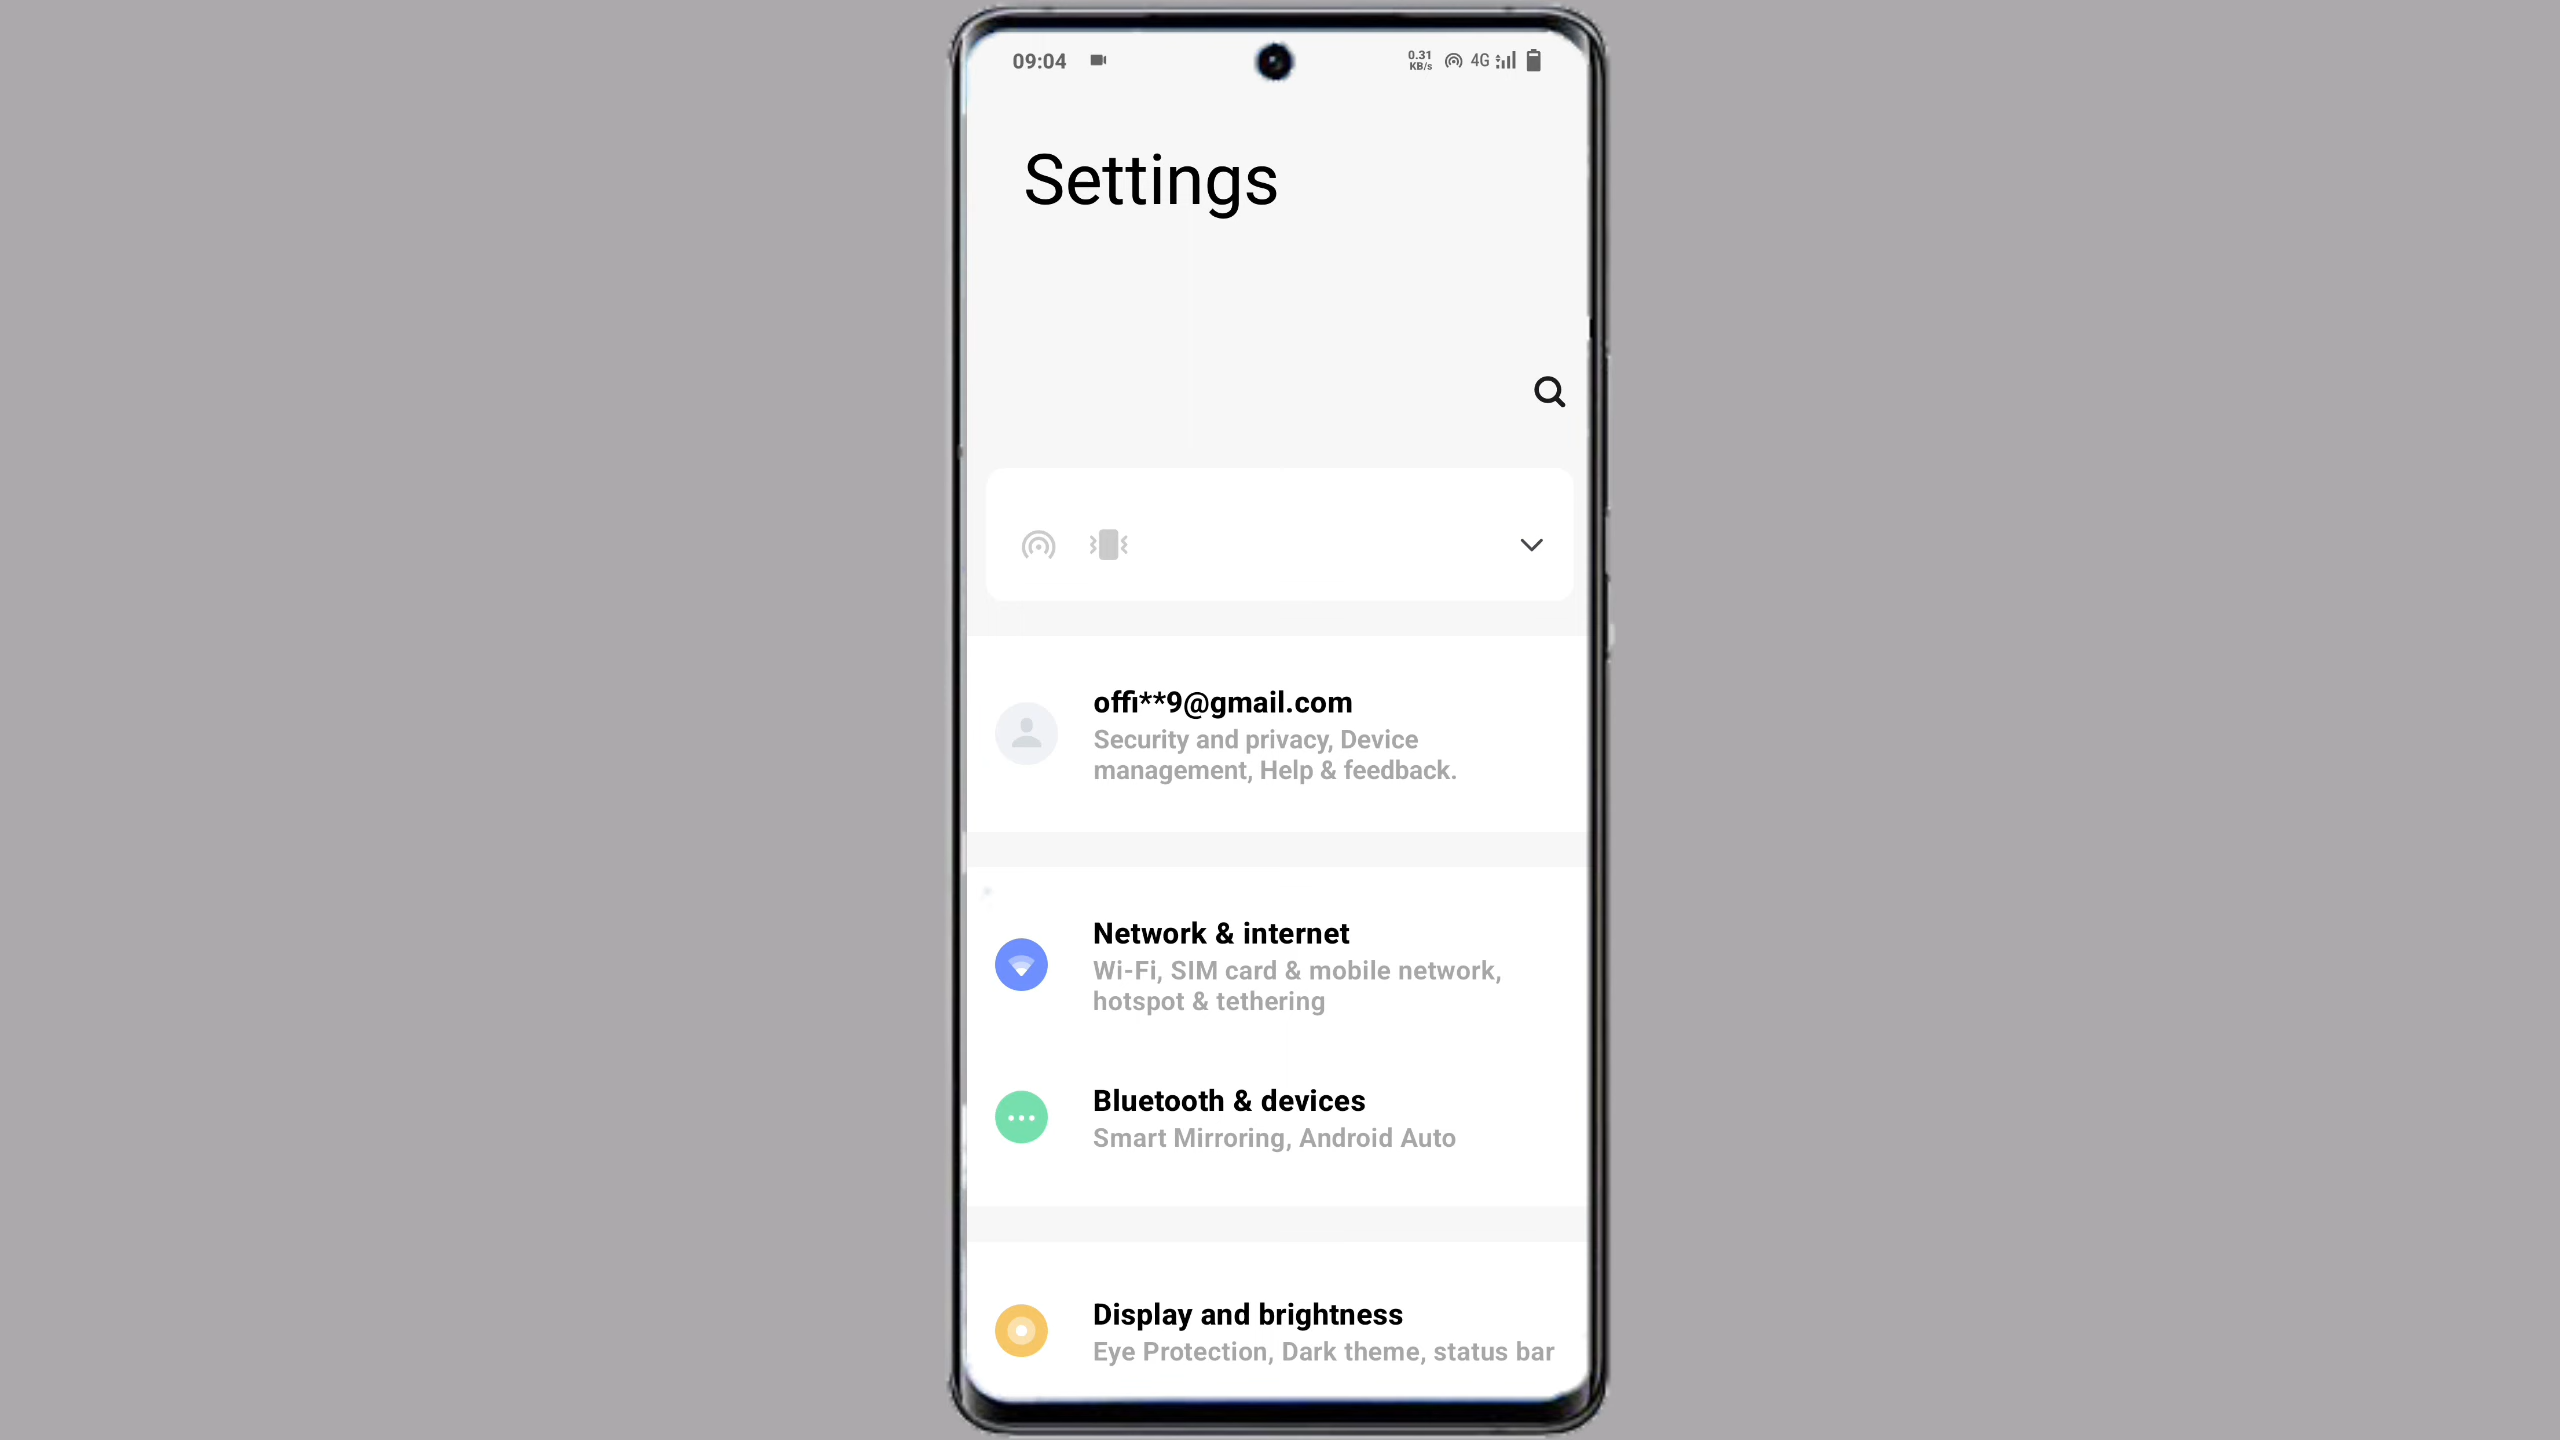 09:04
0.31
KB/s
4G
Settings
offi**9@gmail.com
Security and privacy, Device
management, Help & feedback.
Network & internet
Wi-Fi, SIM card & mobile network,
hotspot & tethering
Bluetooth & devices
Smart Mirroring, Android Auto
Display and brightness
Eye Protection, Dark theme, status bar